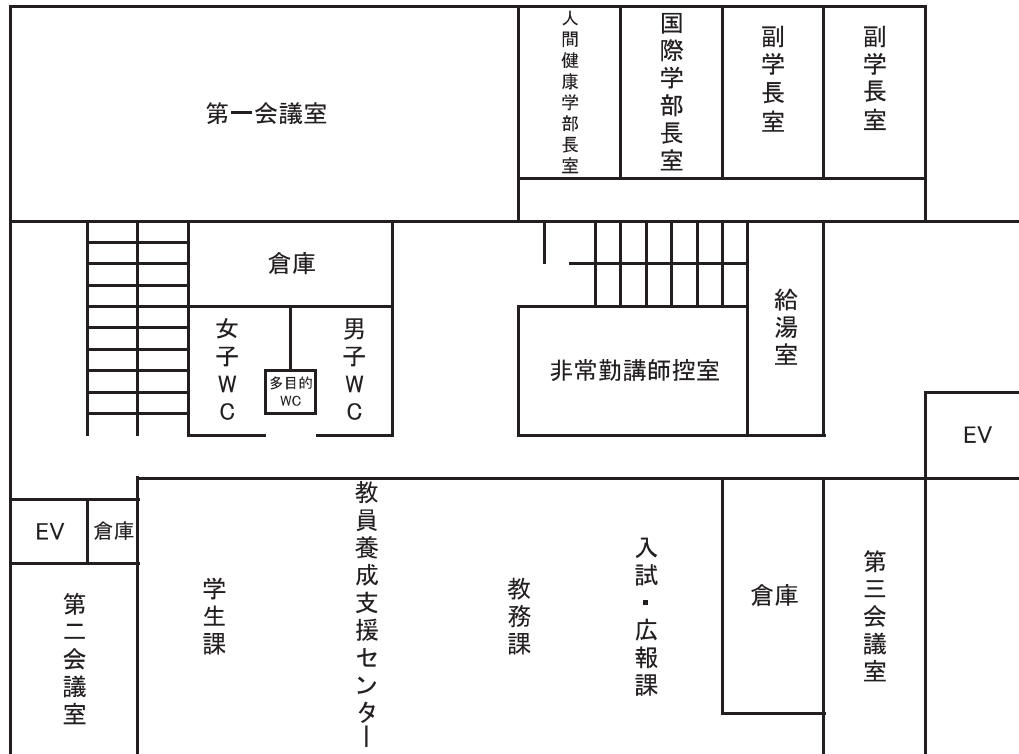 第一会議室
人間健康学部長室
国際学部長室
副学長室
副学長室
倉庫
女子WC
多目的
WC
男子WC
非常勤講師控室
給湯室
EV
EV
倉庫
第二会議室
学生課
教員養成支援センター
教務課
入試・広報課
倉庫
第三会議室